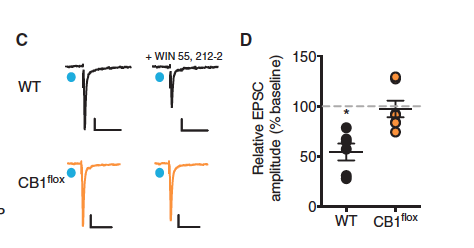 C
+ WIN 55, 212-2
WT
CB1flox
P
D
Relative EPSC
amplitude (% baseline)
150
100
50
0
*
WT
CB1flox